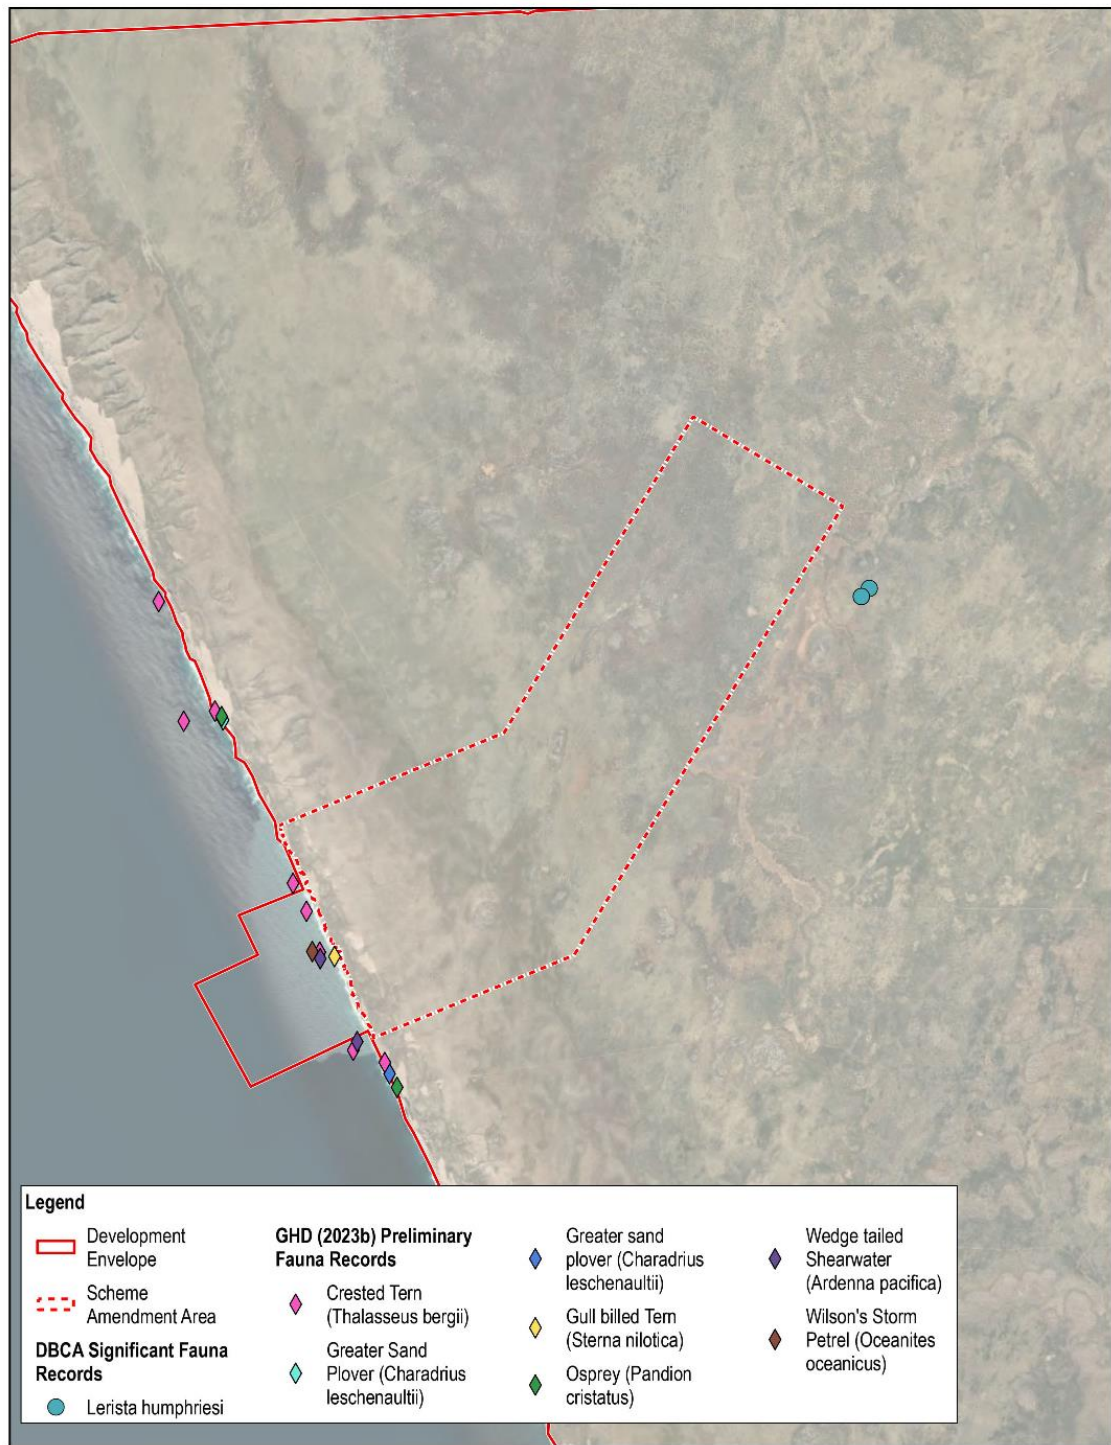 Legend
Development
Envelope
Scheme
Amendment Area
DBCA Significant Fauna
Records
Lerista humphriesi
GHD (2023b) Preliminary
Fauna Records
Crested Tern
(Thalasseus bergii)
Greater Sand
Plover (Charadrius
leschenaultii)
Greater sand
plover (Charadrius
leschenaultii)
Gull billed Tern
(Sterna nilotica)
Osprey (Pandion
cristatus)
Wedge tailed
Shearwater
(Ardenna pacifica)
Wilson's Storm
Petrel (Oceanites
oceanicus)